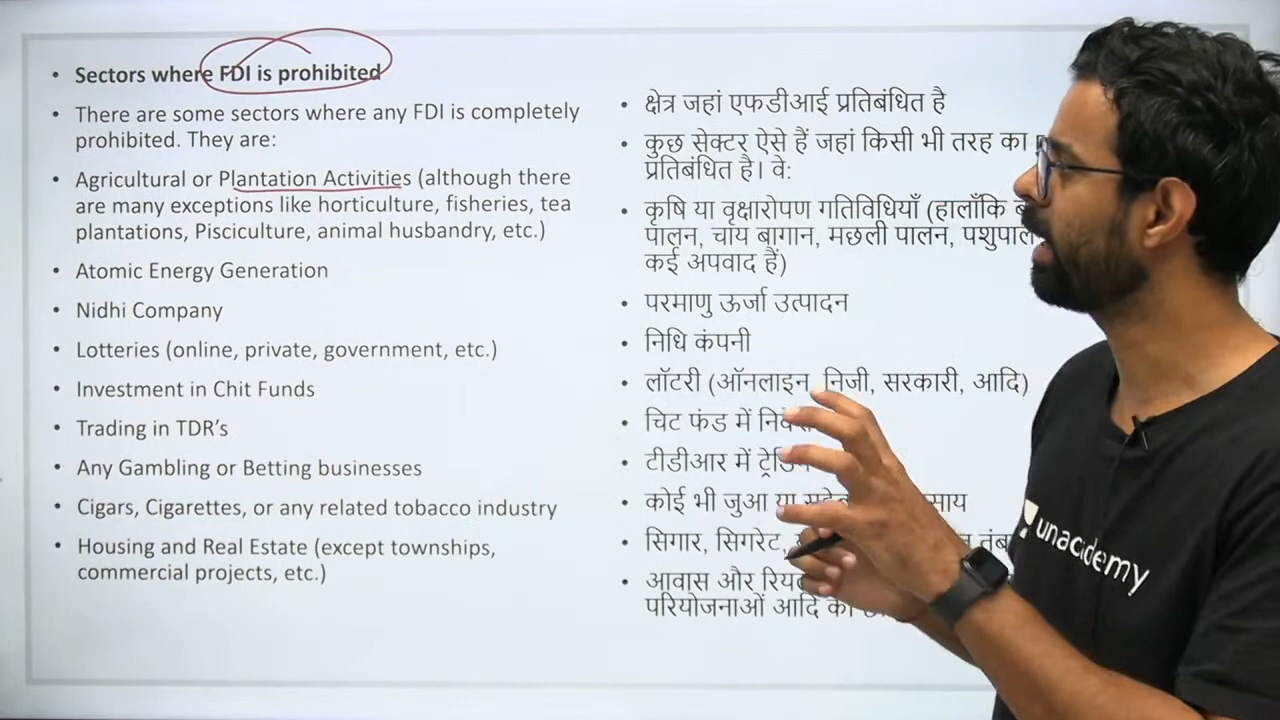 Sectors where FDI is prohibited
There are some sectors where any FDI is completely
prohibited. They are:
Agricultural or Plantation Activities (although there
are many exceptions like horticulture, fisheries, tea
plantations, Pisciculture, animal husbandry, etc.)
Atomic Energy Generation
Nidhi Company
Lotteries (online, private, government, etc.)
Investment in Chit Funds
Trading in TDR's
Any Gambling or Betting businesses
Cigars, Cigarettes, or any related tobacco industry
Housing and Real Estate (except townships,
commercial projects, etc.)
क्षेत्र जहां एफडीआई प्रतिबंधित है
कुछ सेक्टर ऐसे हैं जहां किसी भी तरह का
प्रतिबंधित है। वे:
कृषि या वृक्षारोपण गतिविधियाँ (हालाँकि
पालन, चाय बागान, मछली पालन,
कई अपवाद हैं)
परमाणु ऊर्जा उत्पादन
निधि कंपनी
लॉटरी (ऑनलाइन, निजी, सरकारी, आदि)
चिट फंड में
टीडीआर में
कोई भी जुआ या
सिगार, सिगरेट,
आवास और
परियोजनाओं आदि
unacademy